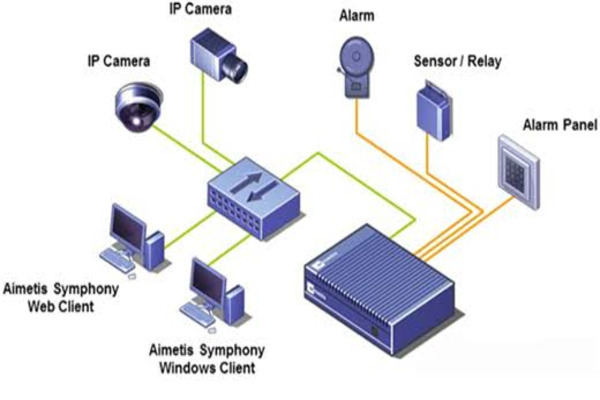 IP Camera
Alarm
IP Camera
Sensor / Relay
Alarm Panel
Aimetis Symphony
Web Client
Aimetis Symphony
Windows Client